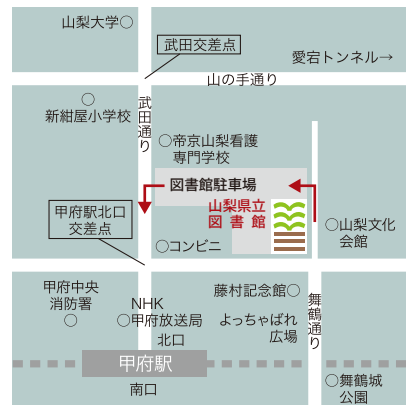 山梨大学
武田交差点
愛宕トンネル→
山の手通り
新紺屋小学校
武田通り
帝京山梨看護
専門学校
図書館駐車場
山梨県立
図書館
甲府駅北口
交差点
コンビニ
山梨文化
会館
甲府中央
消防署
NHK
甲府放送局
北口
藤村記念館
よっちゃばれ
広場
舞鶴通り
甲府駅
南口
舞鶴城
公園